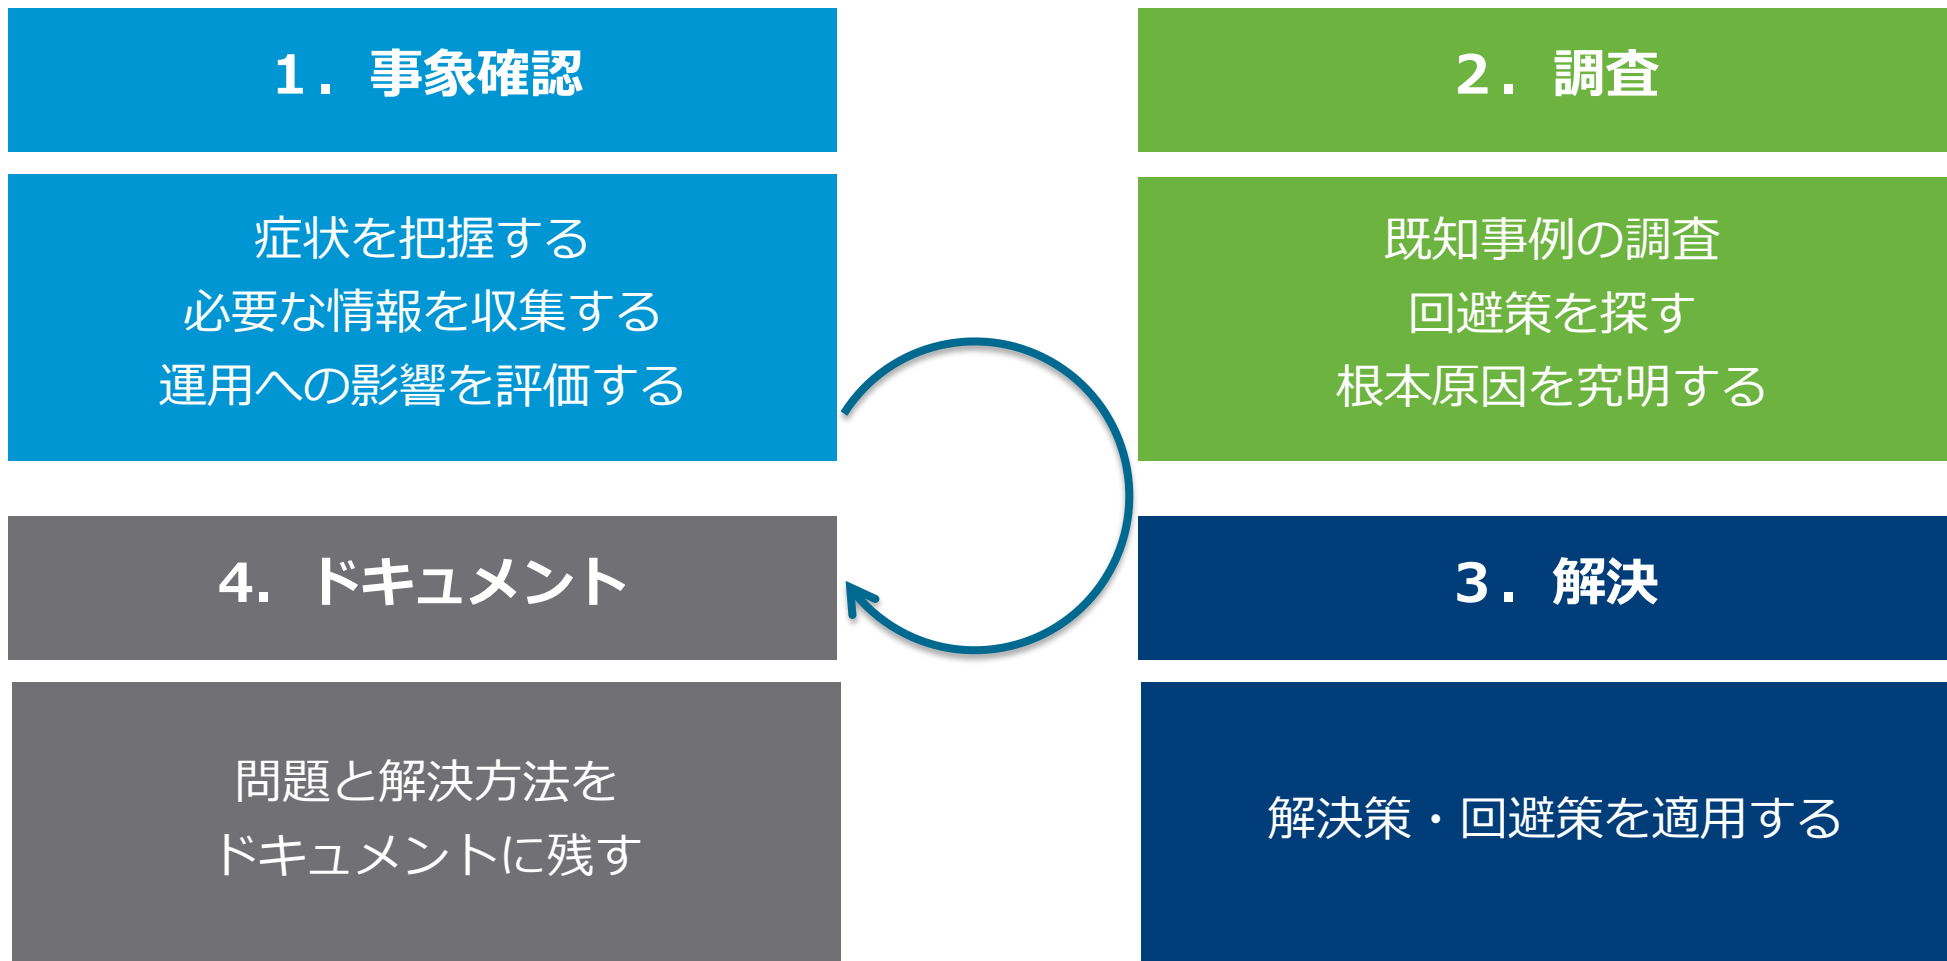 １．事象確認
症状を把握する
必要な情報を収集する
運用への影響を評価する
２．調査
既知事例の調査
回避策を探す
根本原因を究明する
３．解決
解決策・回避策を適用する
４．ドキュメント
問題と解決方法を
ドキュメントに残す